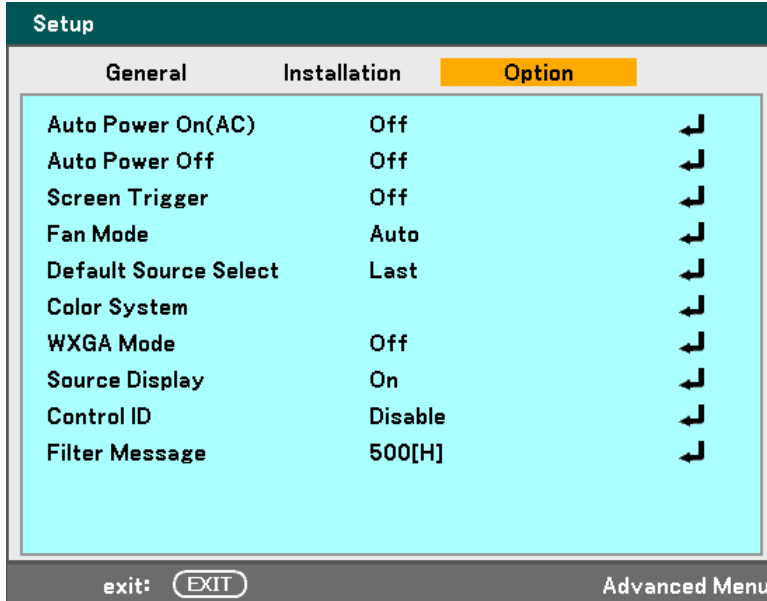 Setup
General Installation Option
Auto Power On(AC) Off
Auto Power Off Off
Screen Trigger Off
Fan Mode Auto
Default Source Select Last
Color System
WXGA Mode Off
Source Display On
Control ID Disable
Filter Message 500[H]
exit: EXIT Advanced Menu